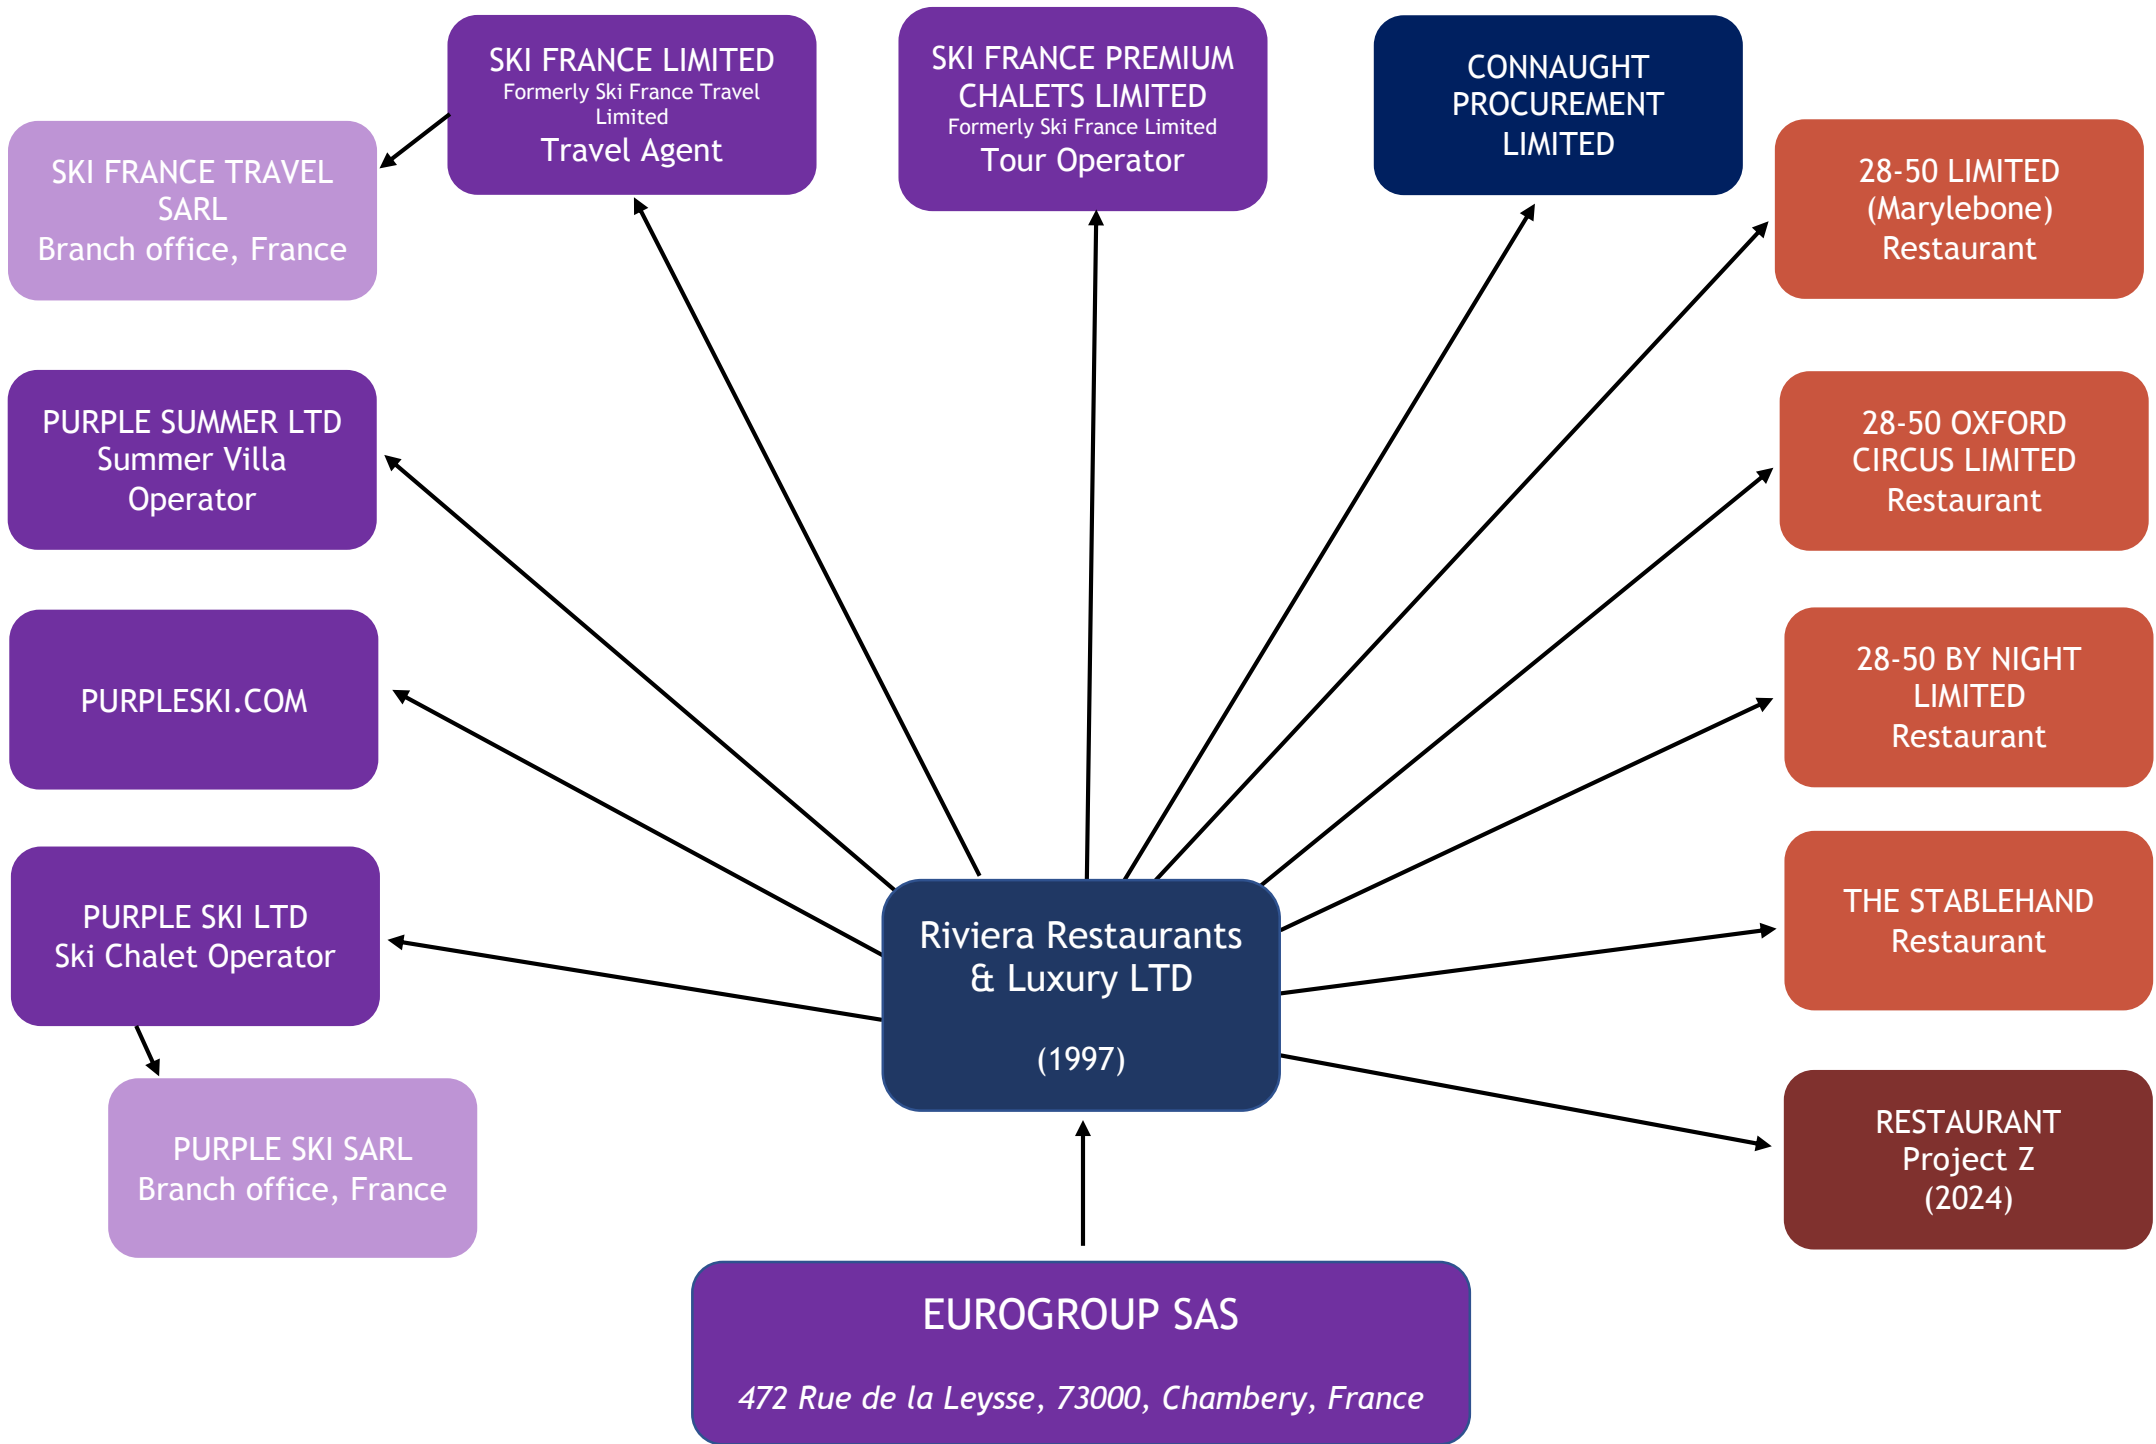 SKI FRANCE LIMITED
Formerly Ski France Travel
Limited
Travel Agent
SKI FRANCE PREMIUM
CHALETS LIMITED
Formerly Ski France Limited
Tour Operator
CONNAUGHT
PROCUREMENT
LIMITED
SKI FRANCE TRAVEL
SARL
Branch office, France
28-50 LIMITED
(Marylebone)
Restaurant
PURPLE SUMMER LTD
Summer Villa
Operator
28-50 OXFORD
CIRCUS LIMITED
Restaurant
PURPLESKI.COM
28-50 BY NIGHT
LIMITED
Restaurant
PURPLE SKI LTD
Ski Chalet Operator
Riviera Restaurants
& Luxury LTD
(1997)
THE STABLEHAND
Restaurant
PURPLE SKI SARL
Branch office, France
RESTAURANT
Project Z
(2024)
EUROGROUP SAS
472 Rue de la Leysse, 73000, Chambery, France